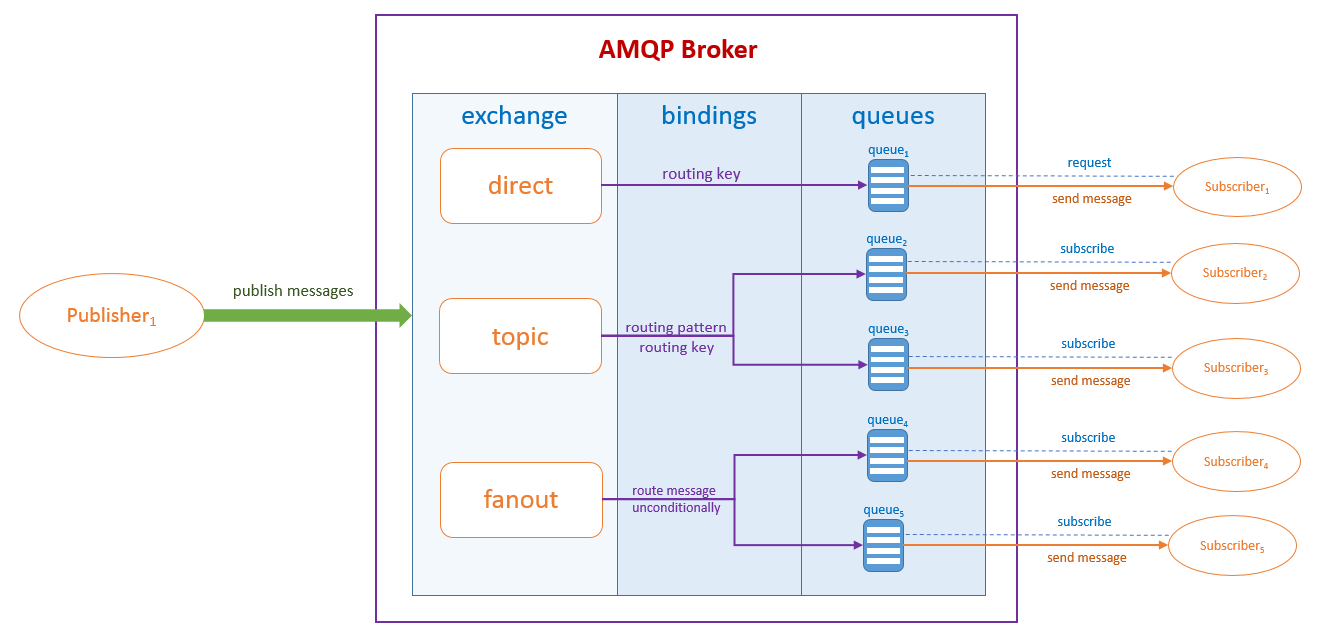 AMQP Broker
exchange
bindings
queues
direct
routing key
queue₁
request
send message
Subscriber₁
Publisher₁
publish messages
topic
routing pattern
routing key
queue₂
subscribe
send message
Subscriber₂
queue₃
subscribe
send message
Subscriber₃
fanout
route message
unconditionally
queue₄
subscribe
send message
Subscriber₄
queue₅
subscribe
send message
Subscriber₅